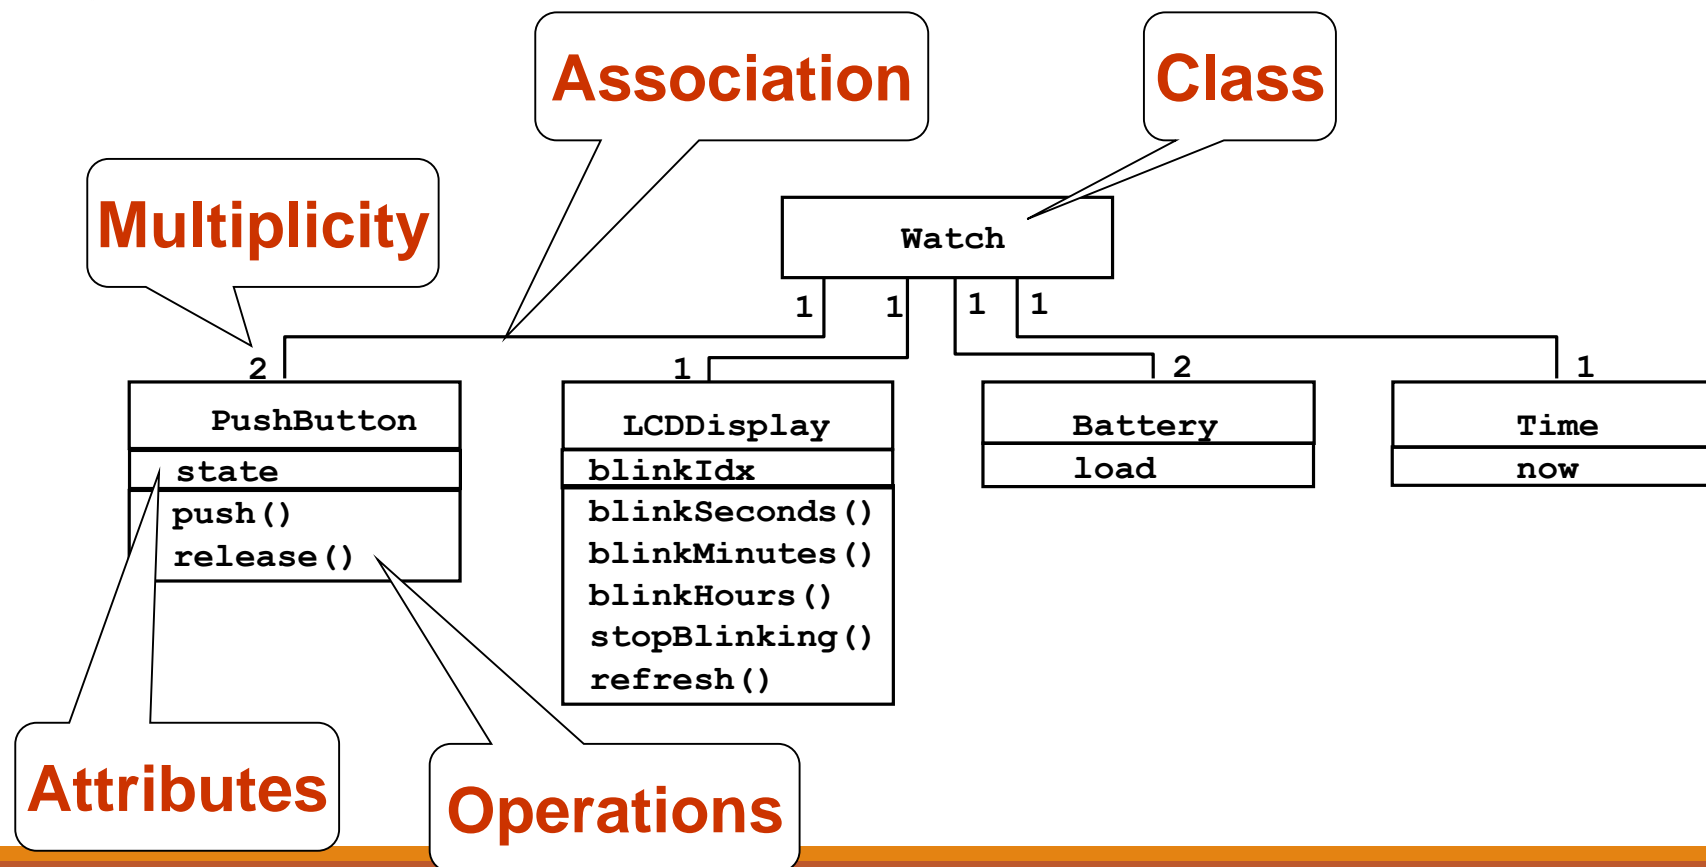 Association
Class
Multiplicity
Watch
1 1 1 1
2 1 2 1
PushButton
state
push()
release()
LCDDisplay
blinkIdx
blinkSeconds()
blinkMinutes()
blinkHours()
stopBlinking()
refresh()
Battery
load
Time
now
Attributes
Operations